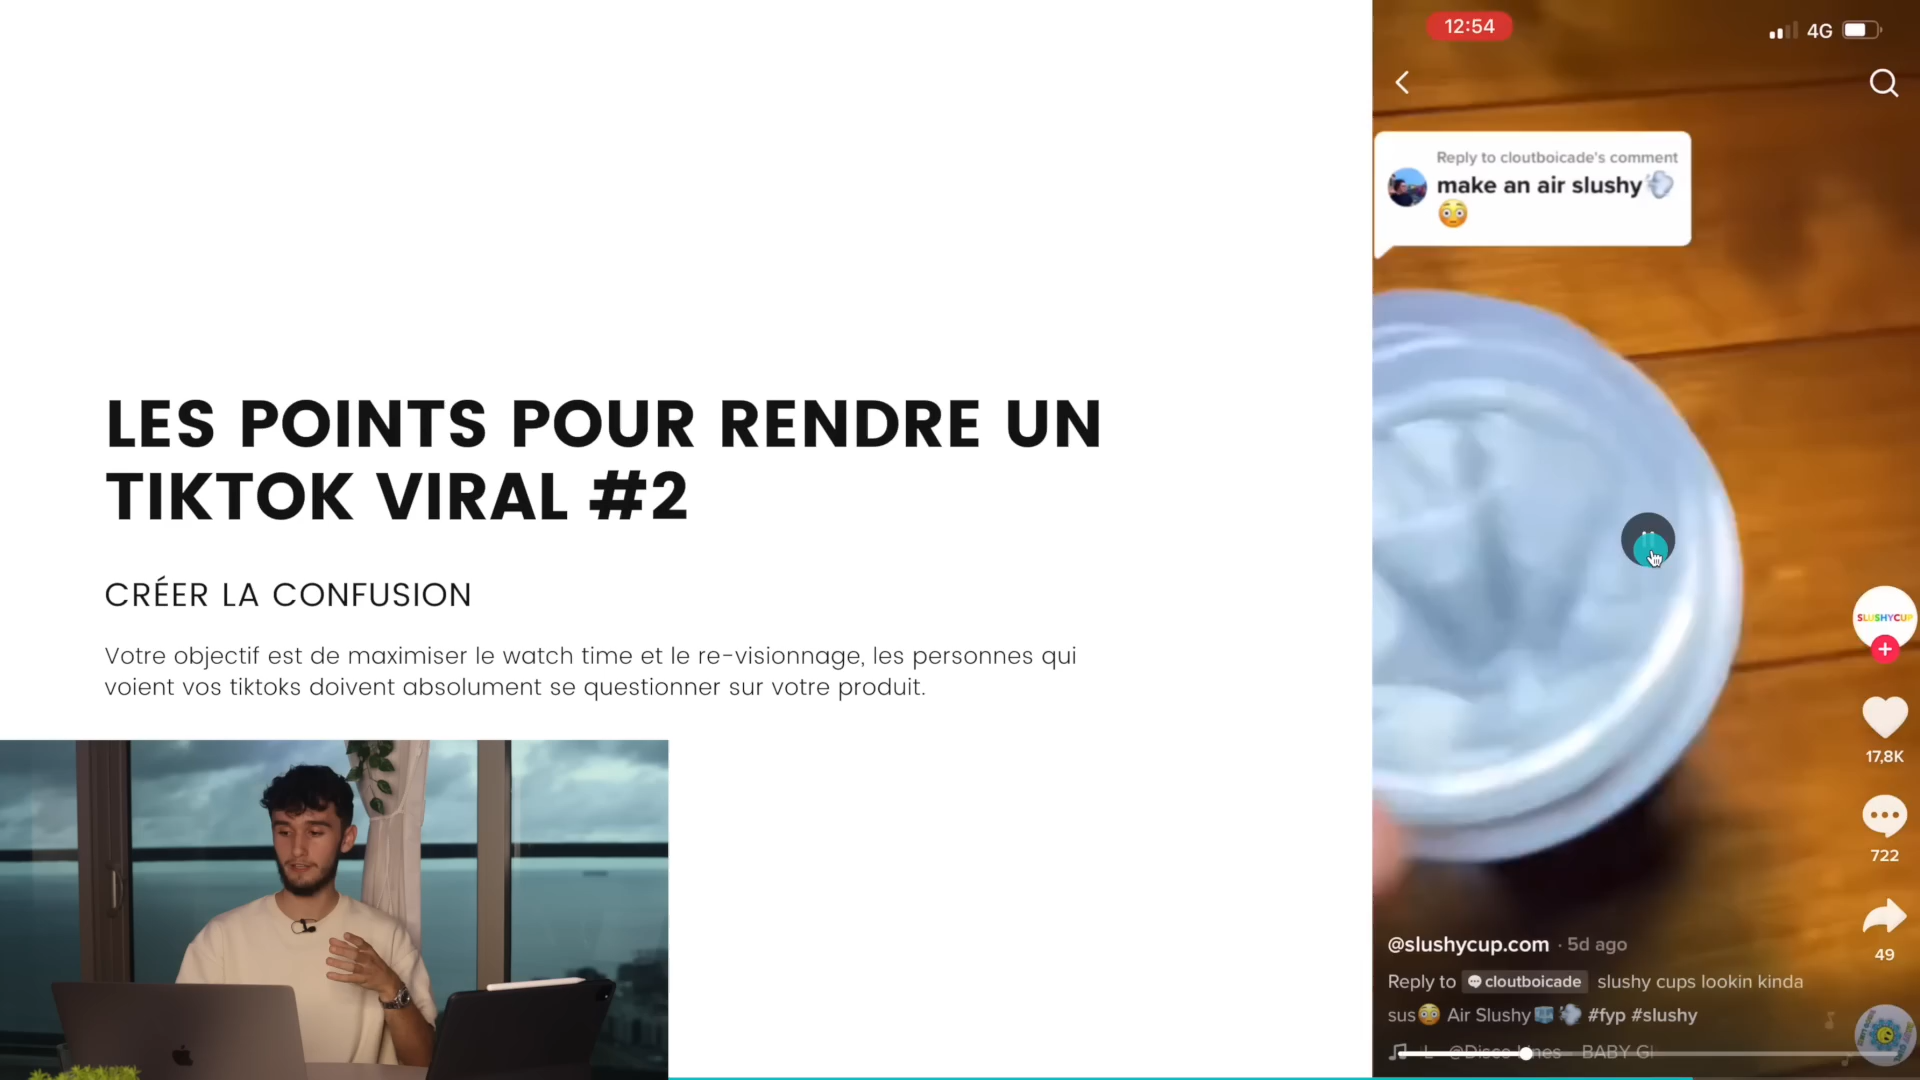 LES POINTS POUR RENDRE UN
TIKTOK VIRAL #2
CRÉER LA CONFUSION
Votre objectif est de maximiser le watch time et le re-visionnage, les personnes qui
voient vos tiktoks doivent absolument se questionner sur votre produit.
12:54
4G
Reply to cloutboicade's comment
make an air slushy💨
😳
SLUSHYCUP
17,8K
722
49
@slushycup.com · 5d ago
Reply to cloutboicade slushy cups lookin kinda
sus😳 Air Slushy🥶💨 #fyp #slushy
BABY G